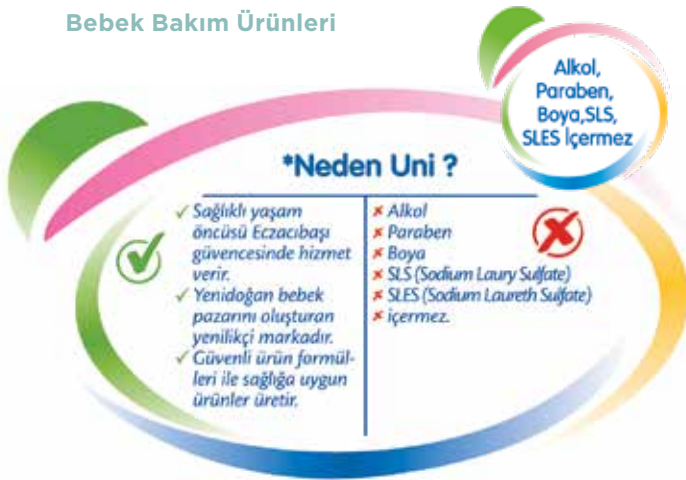 Bebek Bakım Ürünleri
Alkol,
Paraben,
Boya,SLS,
SLES İçermez
*Neden Uni ?
✓ Sağlıklı yaşam
öncüsü Eczacıbaşı
güvencesinde hizmet
verir.
✓ Yenidoğan bebek
pazarını oluşturan
yenilikçi markadır.
✓ Güvenli ürün formül-
leri ile sağlığa uygun
ürünler üretir.
✗ Alkol
✗ Paraben
✗ Boya
✗ SLS (Sodium Laury Sulfate)
✗ SLES (Sodium Laureth Sulfate)
✗ içermez.